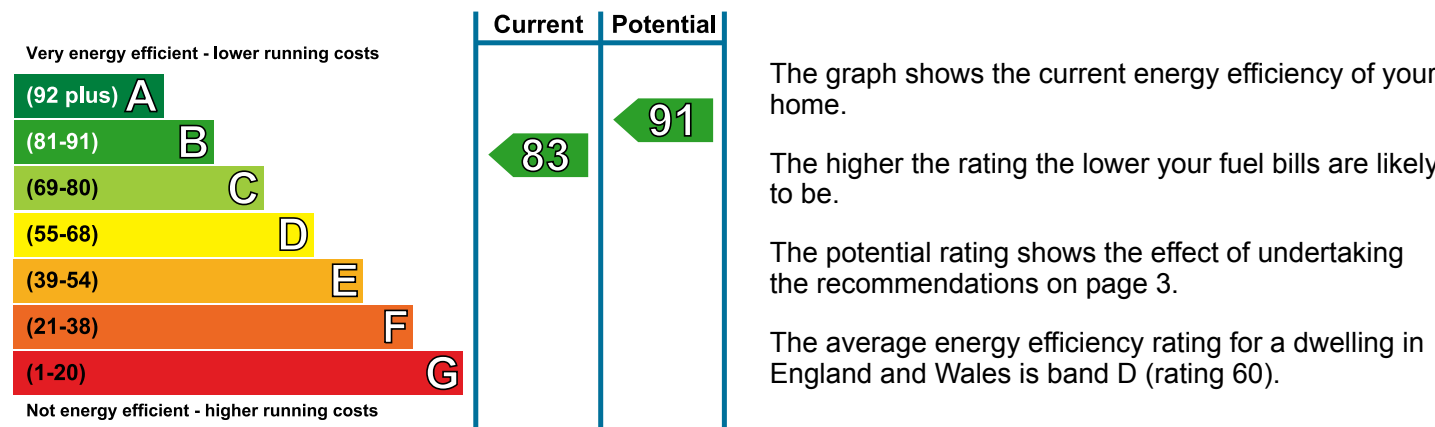 Current Potential
Very energy efficient - lower running costs
(92 plus) A
(81-91) B
(69-80) C
(55-68) D
(39-54) E
(21-38) F
(1-20) G
Not energy efficient - higher running costs
83
91
The graph shows the current energy efficiency of your
home.
The higher the rating the lower your fuel bills are likely
to be.
The potential rating shows the effect of undertaking
the recommendations on page 3.
The average energy efficiency rating for a dwelling in
England and Wales is band D (rating 60).